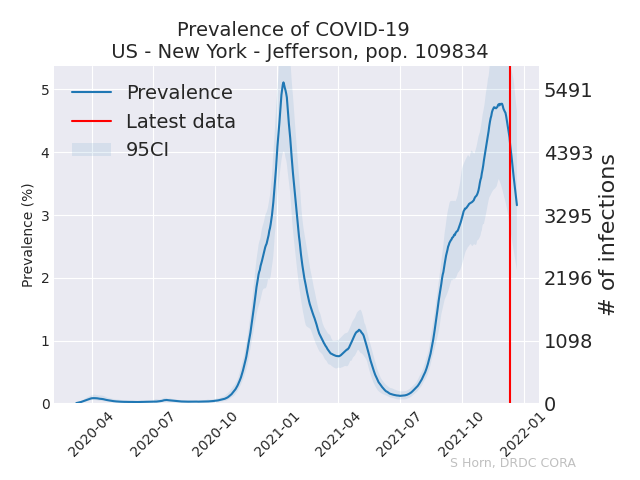 Prevalence of COVID-19
US - New York - Jefferson, pop. 109834
Prevalence
Latest data
95CI
Prevalence (%)
5
4
3
2
1
0
5491
4393
3295
2196
1098
0
# of infections
2020-04
2020-07
2020-10
2021-01
2021-04
2021-07
2021-10
2022-01
S Horn, DRDC CORA